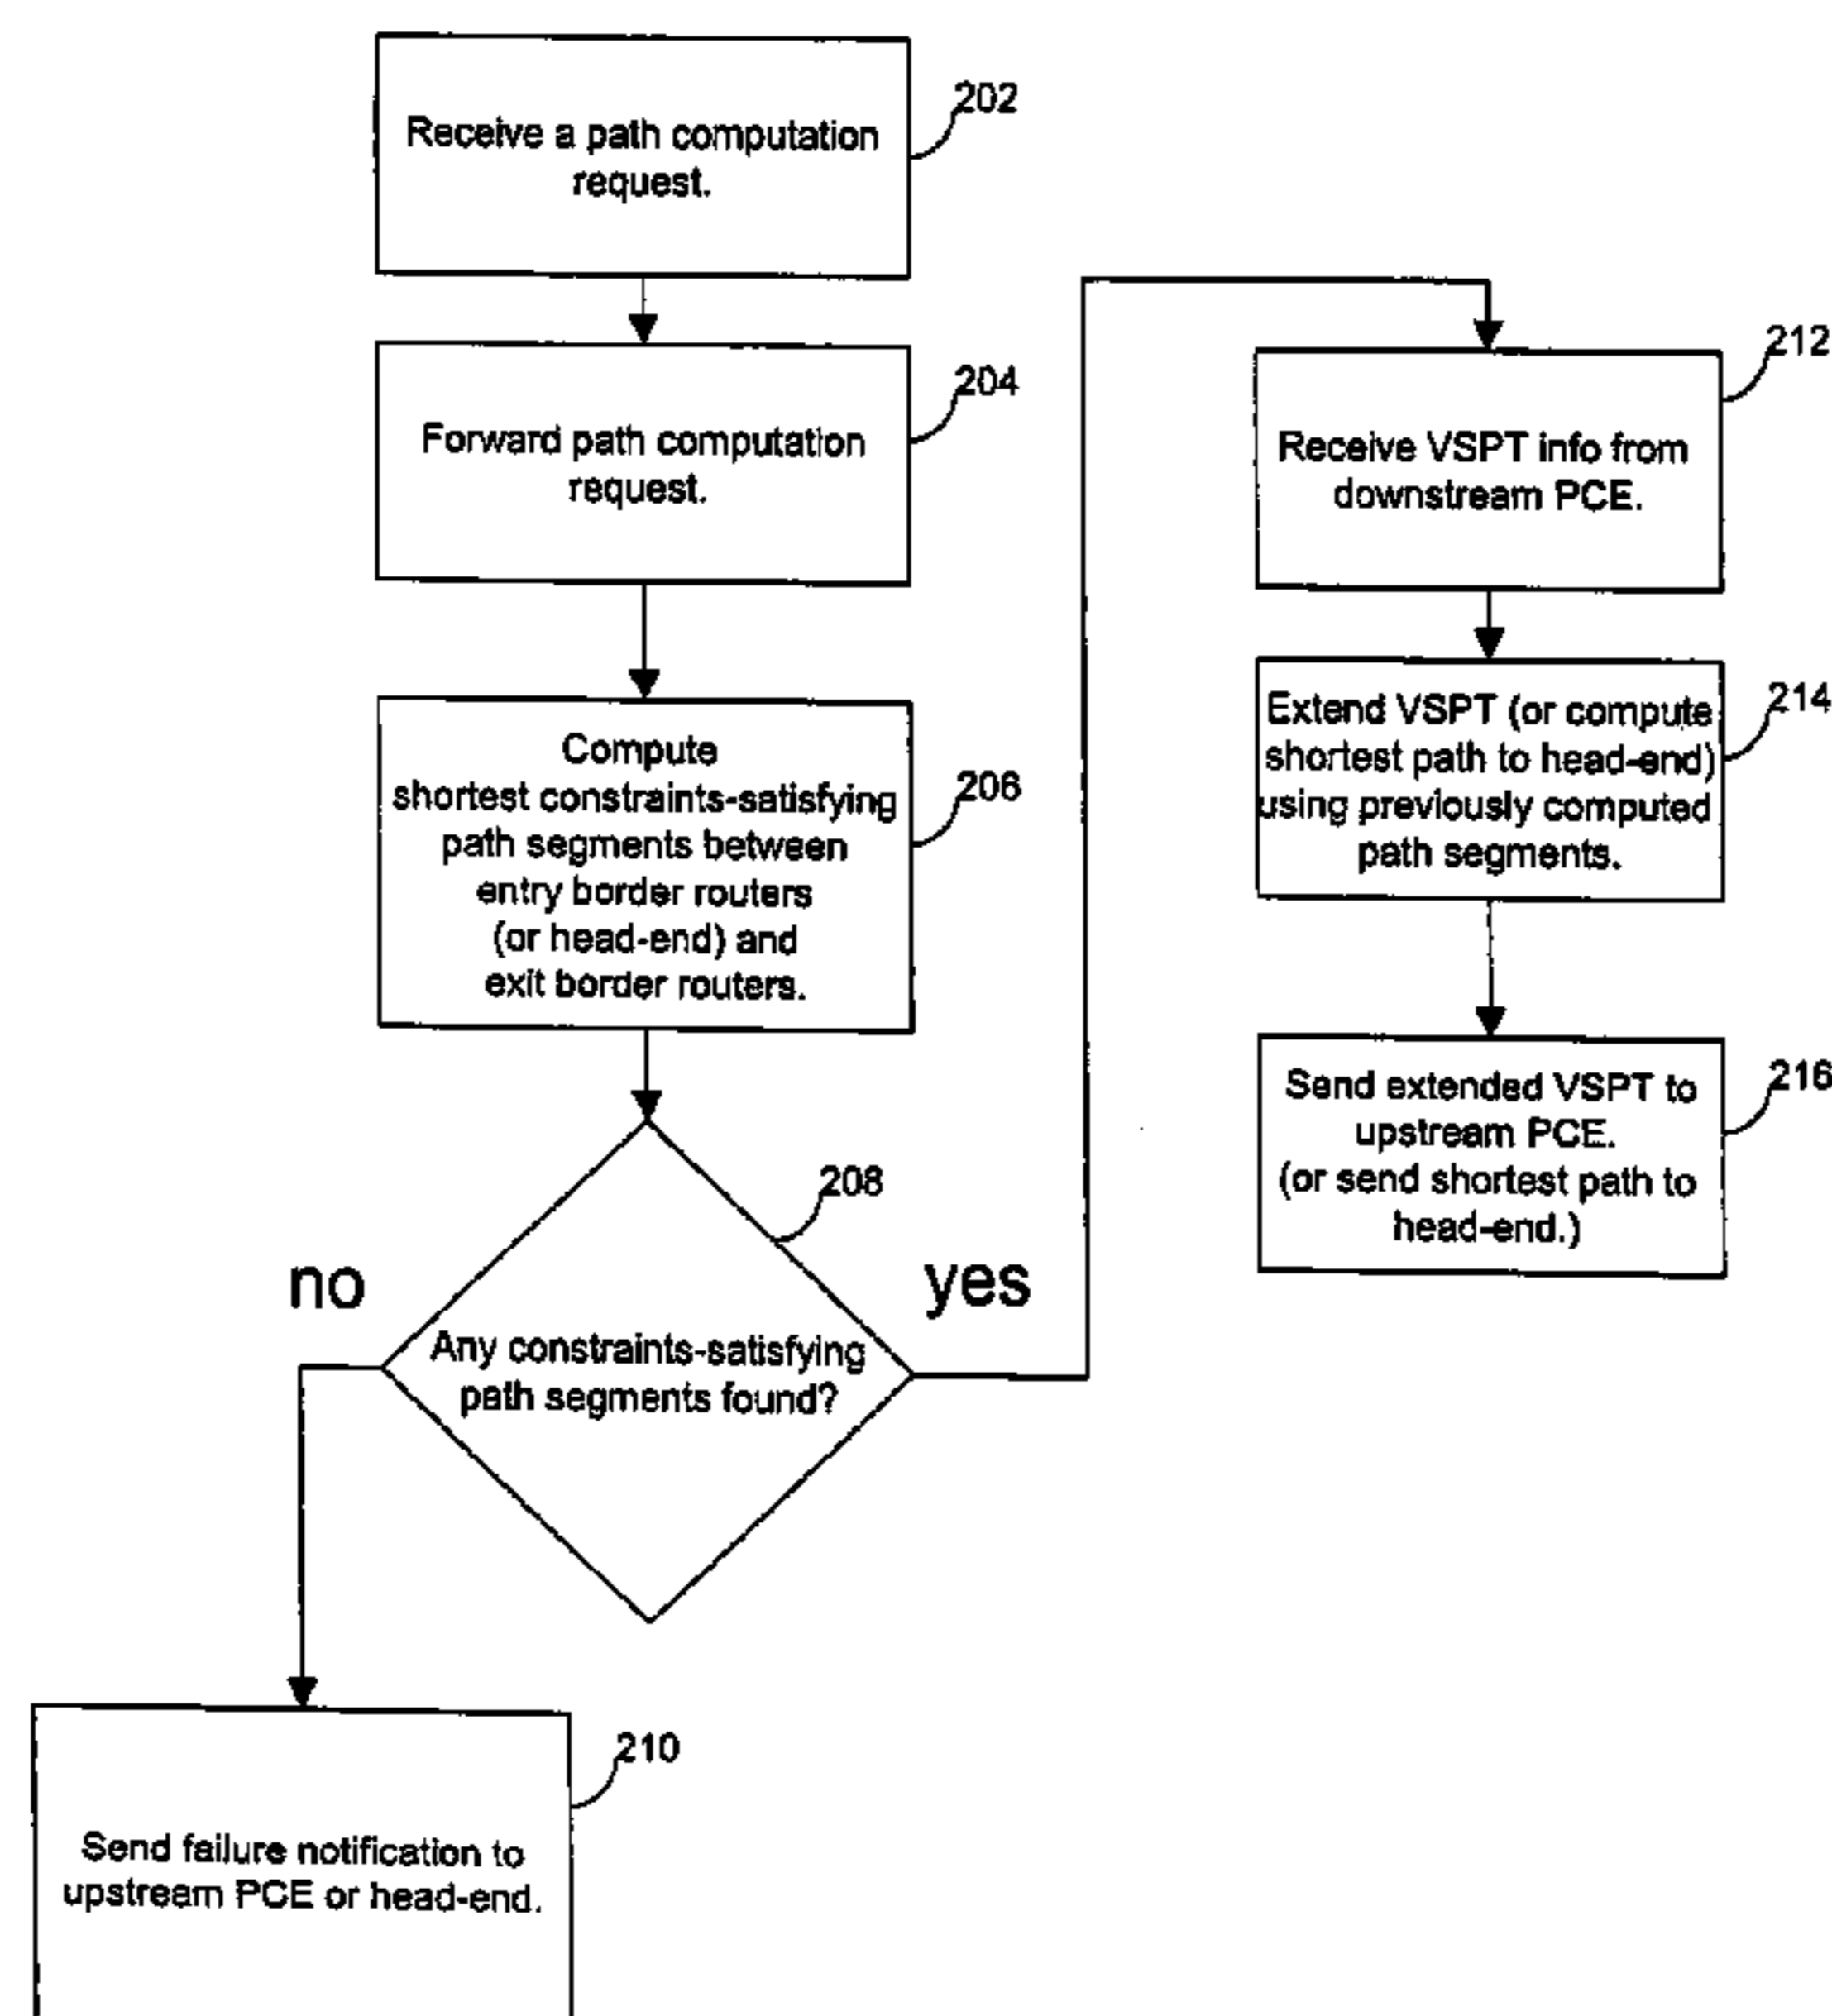 Receive a path computation
request.
202
Forward path computation
request.
204
Compute
shortest constraints-satisfying
path segments between
entry border routers
(or head-end) and
exit border routers.
206
208
no
yes
Any constraints-satisfying
path segments found?
210
Send failure notification to
upstream PCE or head-end.
212
Receive VSPT info from
downstream PCE.
214
Extend VSPT (or compute
shortest path to head-end)
using previously computed
path segments.
216
Send extended VSPT to
upstream PCE.
(or send shortest path to
head-end.)